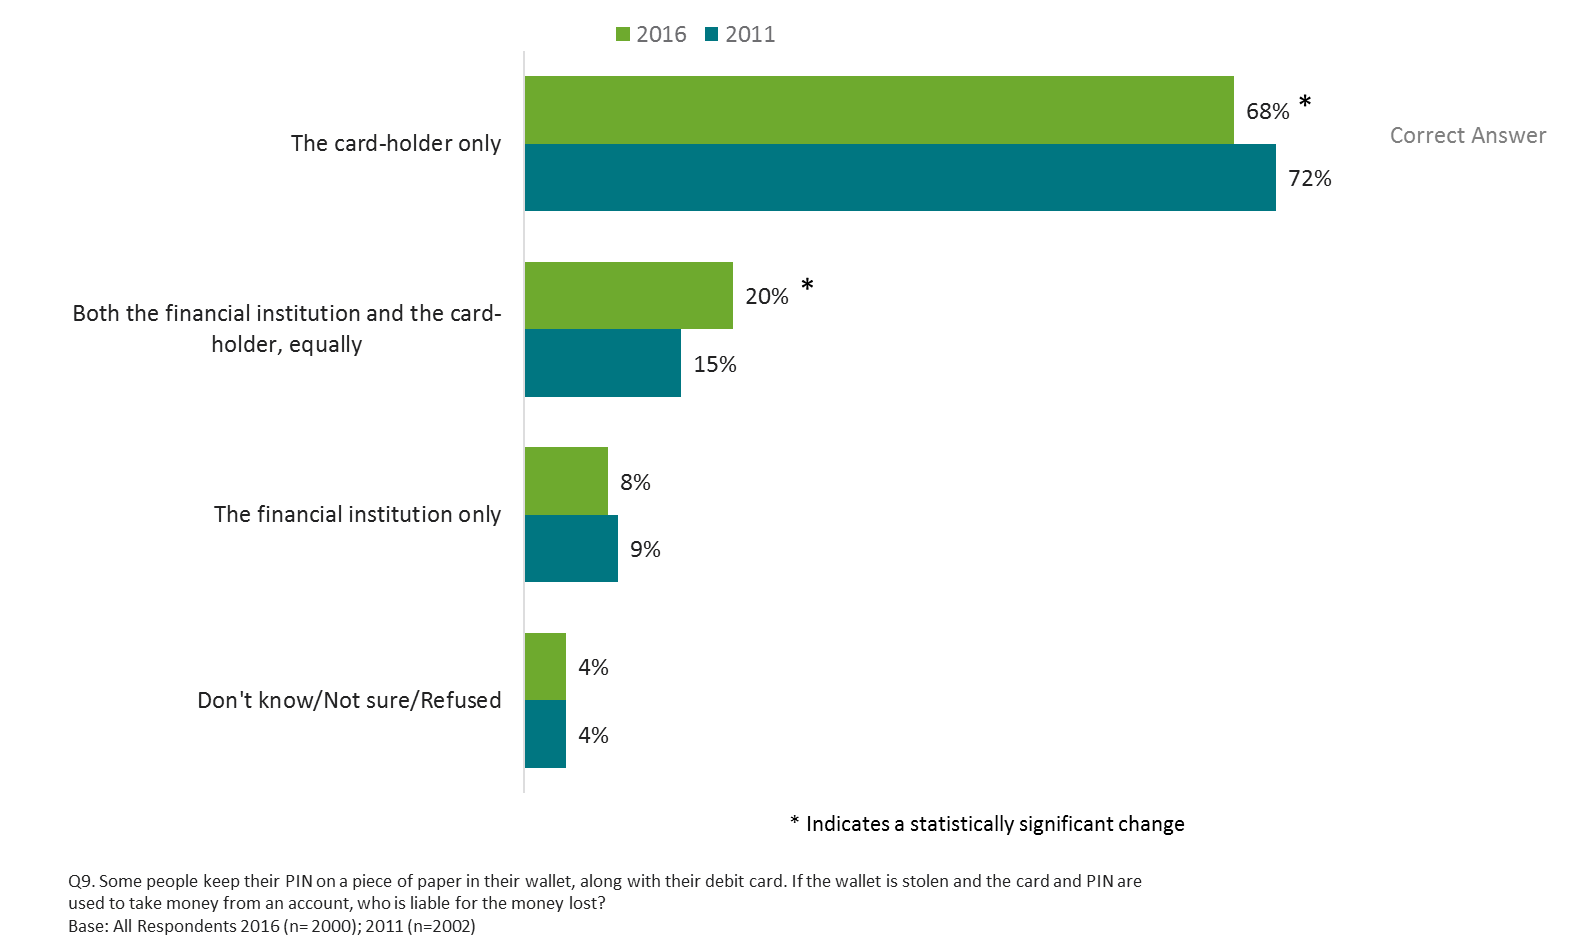 2016 2011
68% *
The card-holder only
Correct Answer
72%
20% *
Both the financial institution and the card-
holder, equally
15%
8%
The financial institution only
9%
4%
Don't know/Not sure/Refused
4%
* Indicates a statistically significant change
Q9. Some people keep their PIN on a piece of paper in their wallet, along with their debit card. If the wallet is stolen and the card and PIN are
used to take money from an account, who is liable for the money lost?
Base: All Respondents 2016 (n= 2000); 2011 (n=2002)